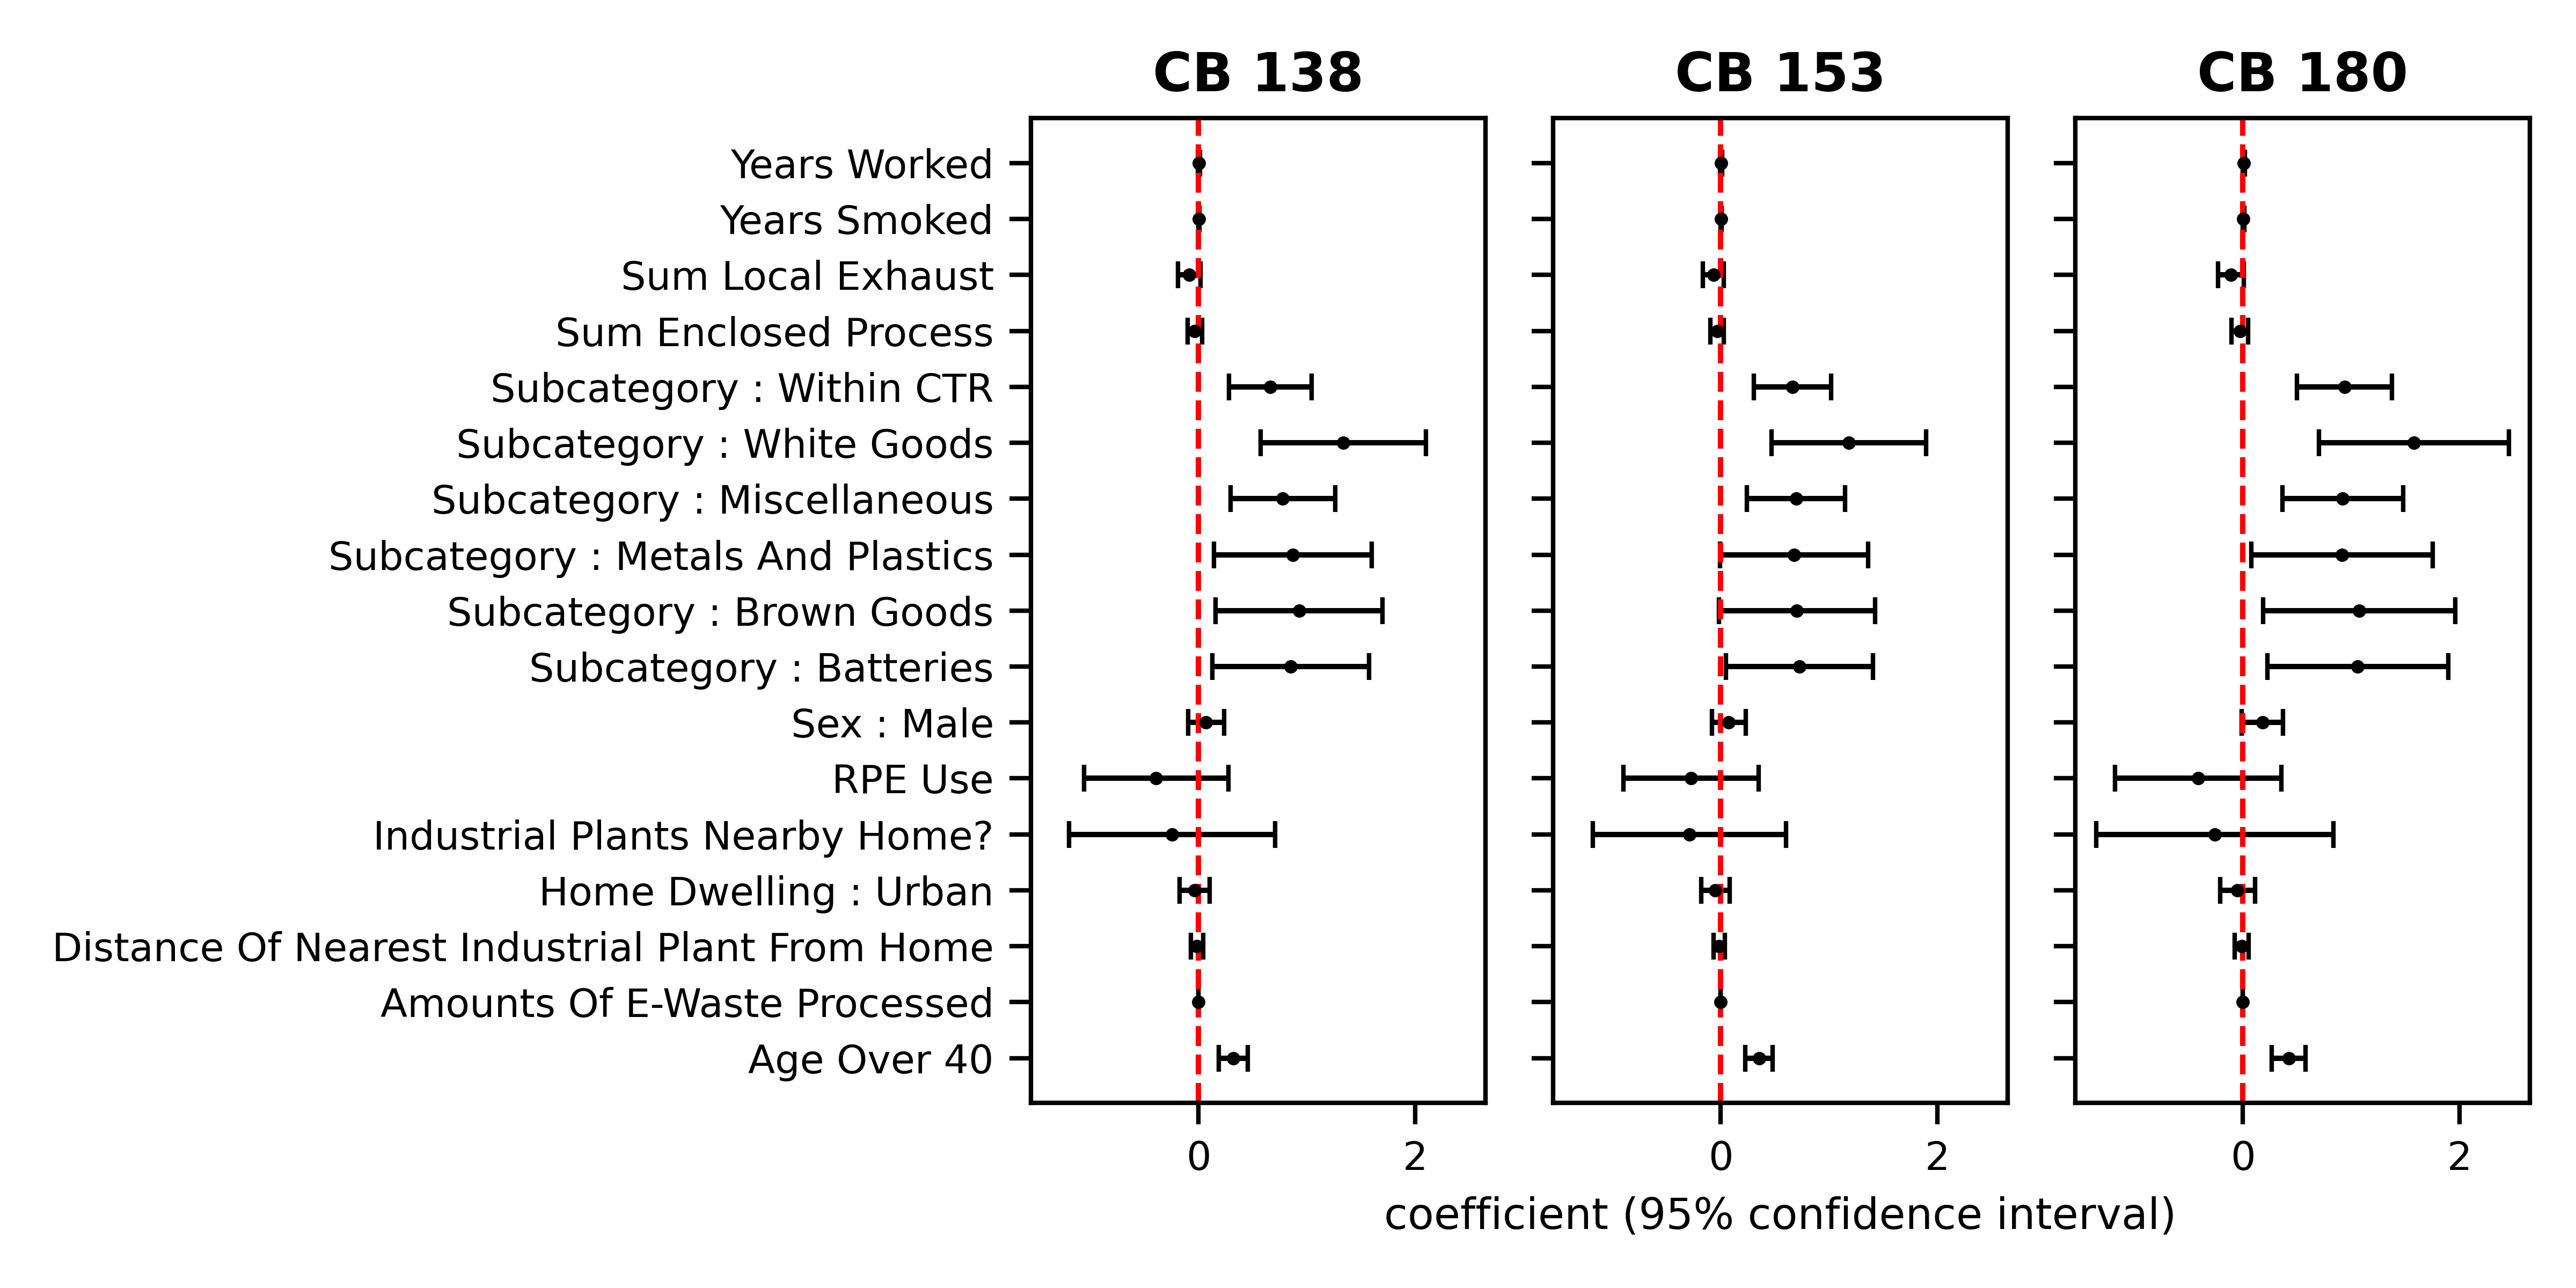 CB 138
CB 153
CB 180
Years Worked
Years Smoked
Sum Local Exhaust
Sum Enclosed Process
Subcategory : Within CTR
Subcategory : White Goods
Subcategory : Miscellaneous
Subcategory : Metals And Plastics
Subcategory : Brown Goods
Subcategory : Batteries
Sex : Male
RPE Use
Industrial Plants Nearby Home?
Home Dwelling : Urban
Distance Of Nearest Industrial Plant From Home
Amounts Of E-Waste Processed
Age Over 40
0 2
0 2
0 2
coefficient (95% confidence interval)